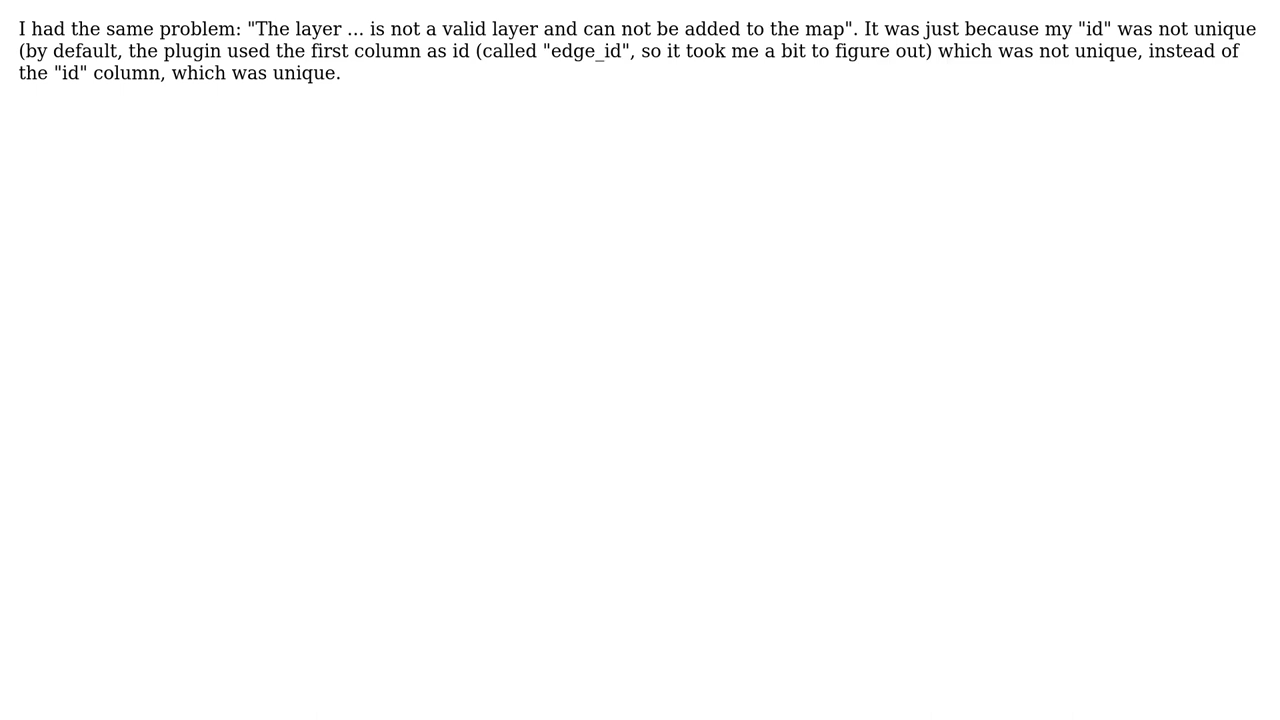 I had the same problem: "The layer ... is not a valid layer and can not be added to the map". It was just because my "id" was not unique
(by default, the plugin used the first column as id (called "edge_id", so it took me a bit to figure out) which was not unique, instead of
the "id" column, which was unique.